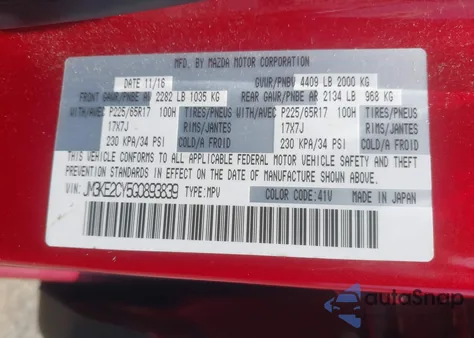 MFD. BY MAZDA MOTOR CORPORATION
DATE 11/16 GVWR/PNBV 4409 LB 2000 KG
FRONT GAWR/PNBE AV 2282 LB 1035 KG REAR GAWR/PNBE AR 2134 LB 968 KG
WITH/AVEC P225/65R17 100H TIRES/PNEUS WITH/AVEC P225/65R17 100H TIRES/PNEUS
17X7J RIMS/JANTES 17X7J RIMS/JANTES
230 KPA/34 PSI COLD/A FROID 230 KPA/34 PSI COLD/A FROID
THIS VEHICLE CONFORMS TO ALL APPLICABLE FEDERAL MOTOR VEHICLE SAFETY
AND THEFT PREVENTION STANDARDS IN EFFECT ON THE DATE OF MANUFACTURE
SHOWN ABOVE.
VIN: JM3KE2CY5G0893839 TYPE: MPV COLOR CODE: 41V MADE IN JAPAN
autoSnap